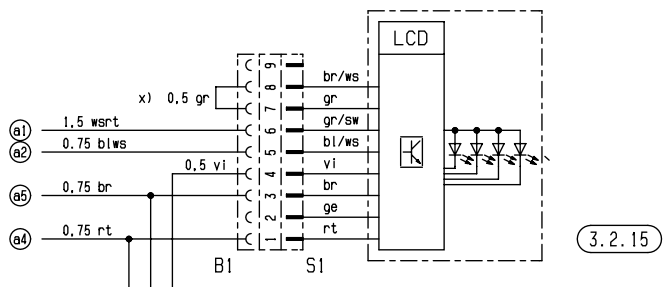 LCD
9
br/ws
x) 0,5 gr
8
gr
7
a1
1,5 wsrt
gr/sw
6
a2
0.75 blws
bl/ws
5
0,5 vi
vi
4
a5
0,75 br
br
3
ge
2
a4
0,75 rt
rt
1
B1
S1
3.2.15